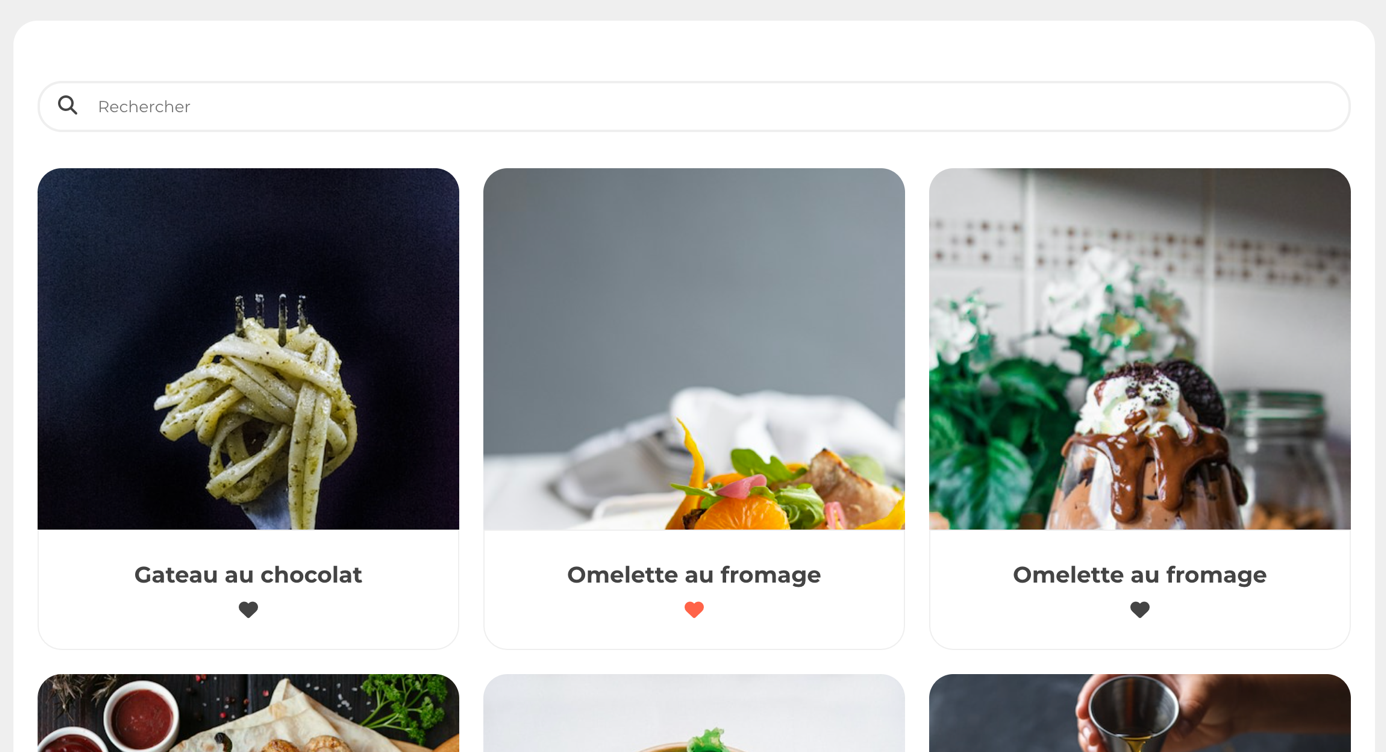 Rechercher
Gateau au chocolat
Omelette au fromage
Omelette au fromage